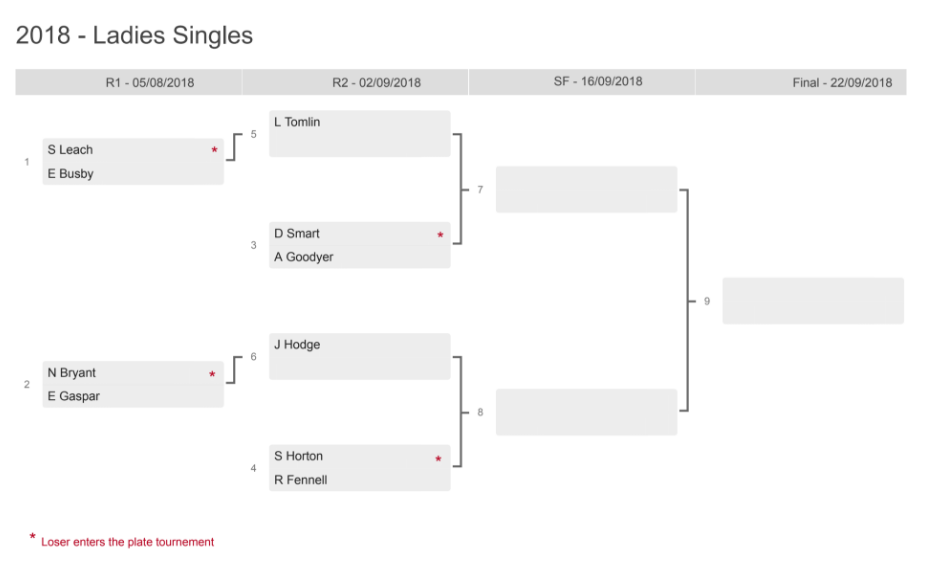 2018 - Ladies Singles
R1 - 05/08/2018
R2 - 02/09/2018
SF - 16/09/2018
Final - 22/09/2018
1
S Leach *
E Busby
5
L Tomlin
3
D Smart *
A Goodyer
7
2
N Bryant *
E Gaspar
6
J Hodge
4
S Horton *
R Fennell
8
9
* Loser enters the plate tournement